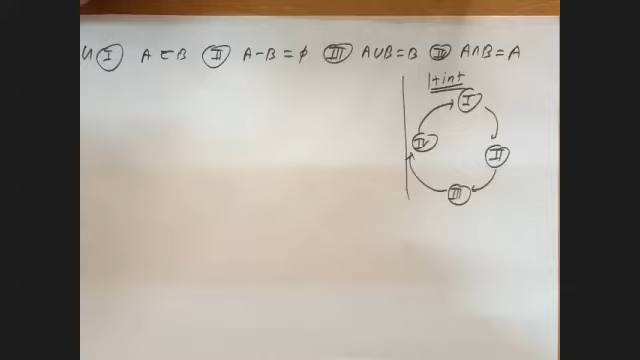 (I) A ⊂ B (II) A - B = ϕ (III) A∪B = B (IV) A∩B = A
Hint
(I)
(IV)
(II)
(III)